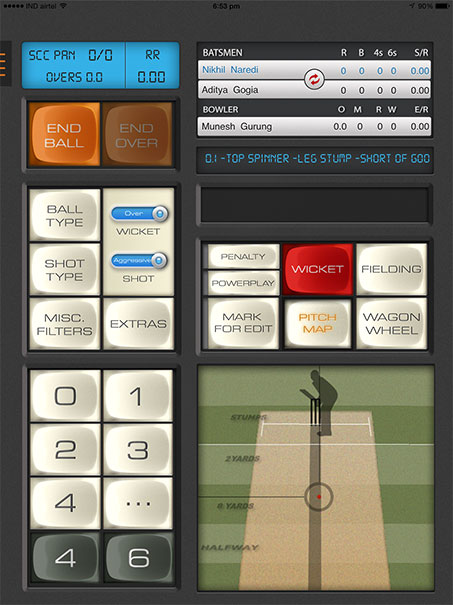 IND airtel 6:53 pm 90%
SCC PAN 0/0 RR
OVERS 0.0 0.00
BATSMEN R B 4s 6s S/R
Nikhil Naredi 0 0 0 0 0.00
Aditya Gogia 0 0 0 0 0.00
BOWLER O M R W E/R
Munesh Gurung 0.0 0 0 0 0.00
END BALL
END OVER
0.1 -TOP SPINNER -LEG STUMP -SHORT OF GOO
BALL TYPE
Over
WICKET
SHOT TYPE
Aggressive
SHOT
MISC. FILTERS
EXTRAS
PENALTY
POWERPLAY
WICKET
FIELDING
MARK FOR EDIT
PITCH MAP
WAGON WHEEL
0 1
2 3
4 ...
4 6
STUMPS
2 YARDS
8 YARDS
HALFWAY